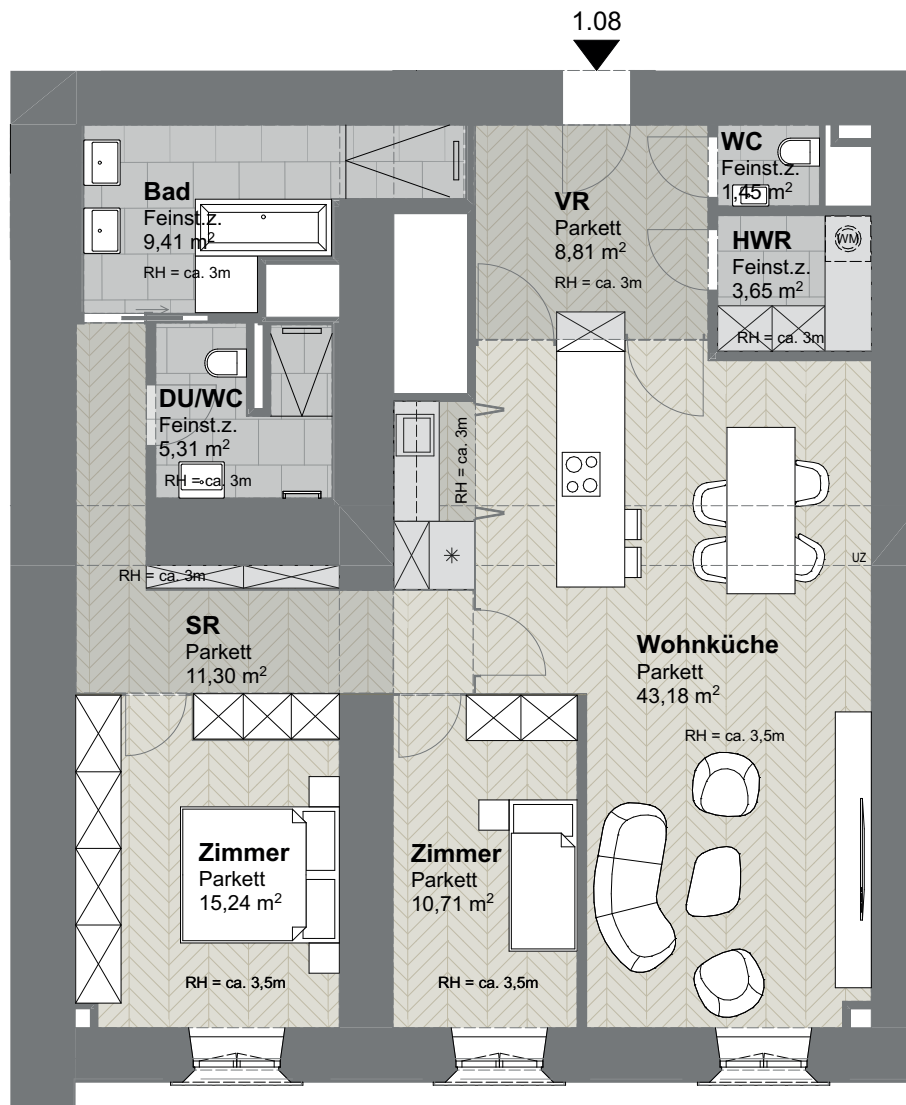 1.08
Bad
Feinst.z.
9,41 m²
RH = ca. 3m
VR
Parkett
8,81 m²
RH = ca. 3m
WC
Feinst.z.
1,45 m²
HWR
Feinst.z.
3,65 m²
RH = ca. 3m
WM
DU/WC
Feinst.z.
5,31 m²
RH = ca. 3m
RH = ca. 3m
UZ
RH = ca. 3m
SR
Parkett
11,30 m²
Wohnküche
Parkett
43,18 m²
RH = ca. 3,5m
Zimmer
Parkett
15,24 m²
RH = ca. 3,5m
Zimmer
Parkett
10,71 m²
RH = ca. 3,5m